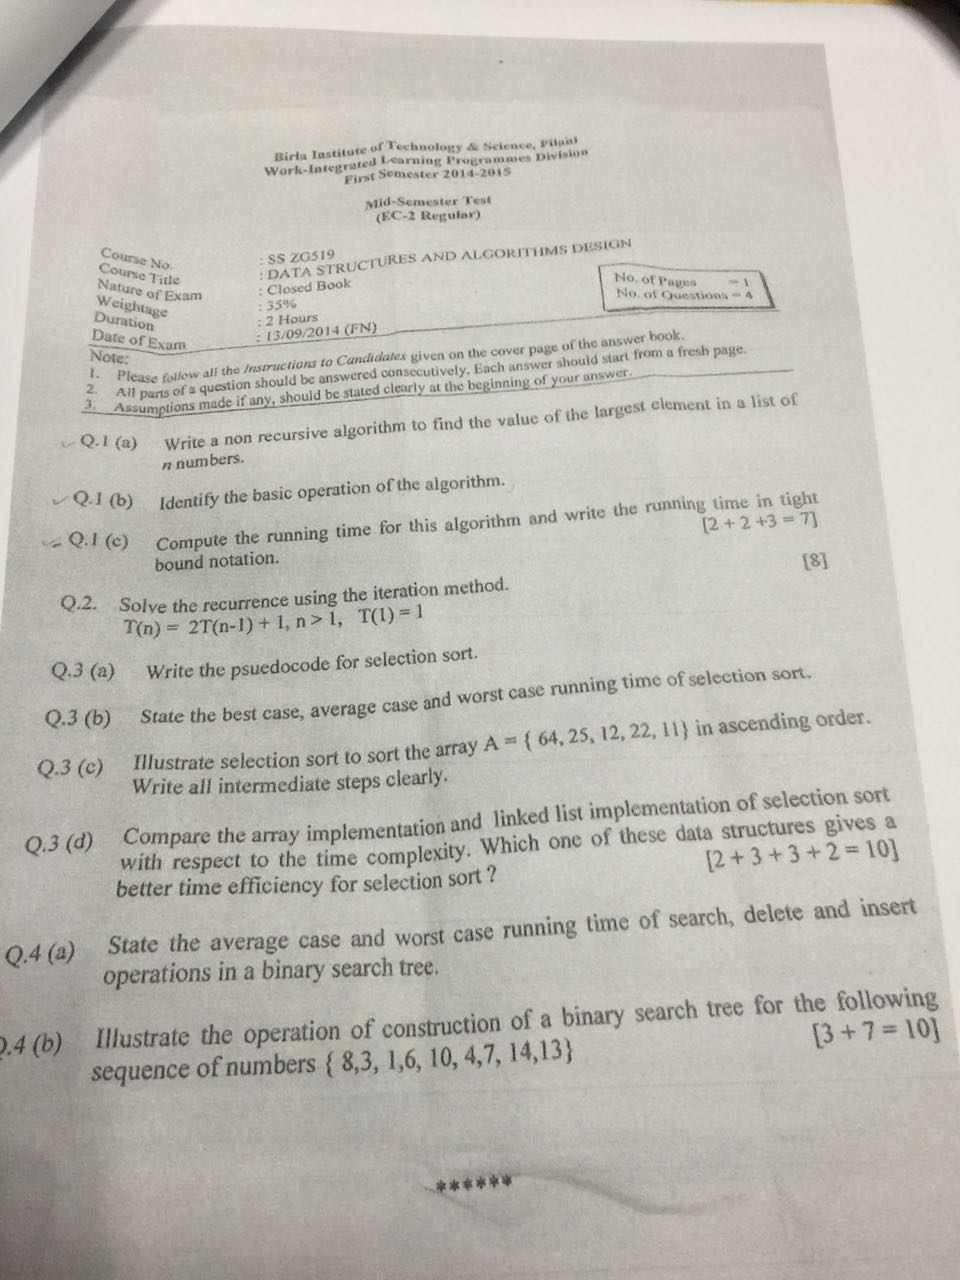 Birla Institute of Technology & Science, Pilani
Work-Integrated Learning Programmes Division
First Semester 2014-2015
Mid-Semester Test
(EC-2 Regular)
Course No. : SS ZG519
Course Title : DATA STRUCTURES AND ALGORITHMS DESIGN
Nature of Exam : Closed Book
Weightage : 35%
Duration : 2 Hours
Date of Exam : 13/09/2014 (FN)
No. of Pages = 1
No. of Questions = 4
Note:
1. Please follow all the Instructions to Candidates given on the cover page of the answer book.
2. All parts of a question should be answered consecutively. Each answer should start from a fresh page.
3. Assumptions made if any, should be stated clearly at the beginning of your answer.
Q.1 (a) Write a non recursive algorithm to find the value of the largest element in a list of
n numbers.
Q.1 (b) Identify the basic operation of the algorithm.
Q.1 (c) Compute the running time for this algorithm and write the running time in tight
bound notation. [2 + 2 +3 = 7]
Q.2. Solve the recurrence using the iteration method. [8]
T(n) = 2T(n-1) + 1, n > 1, T(1) = 1
Q.3 (a) Write the psuedocode for selection sort.
Q.3 (b) State the best case, average case and worst case running time of selection sort.
Q.3 (c) Illustrate selection sort to sort the array A = { 64, 25, 12, 22, 11} in ascending order.
Write all intermediate steps clearly.
Q.3 (d) Compare the array implementation and linked list implementation of selection sort
with respect to the time complexity. Which one of these data structures gives a
better time efficiency for selection sort ? [2 + 3 + 3 + 2 = 10]
Q.4 (a) State the average case and worst case running time of search, delete and insert
operations in a binary search tree.
Q.4 (b) Illustrate the operation of construction of a binary search tree for the following
sequence of numbers { 8,3, 1,6, 10, 4,7, 14,13} [3 + 7 = 10]
******